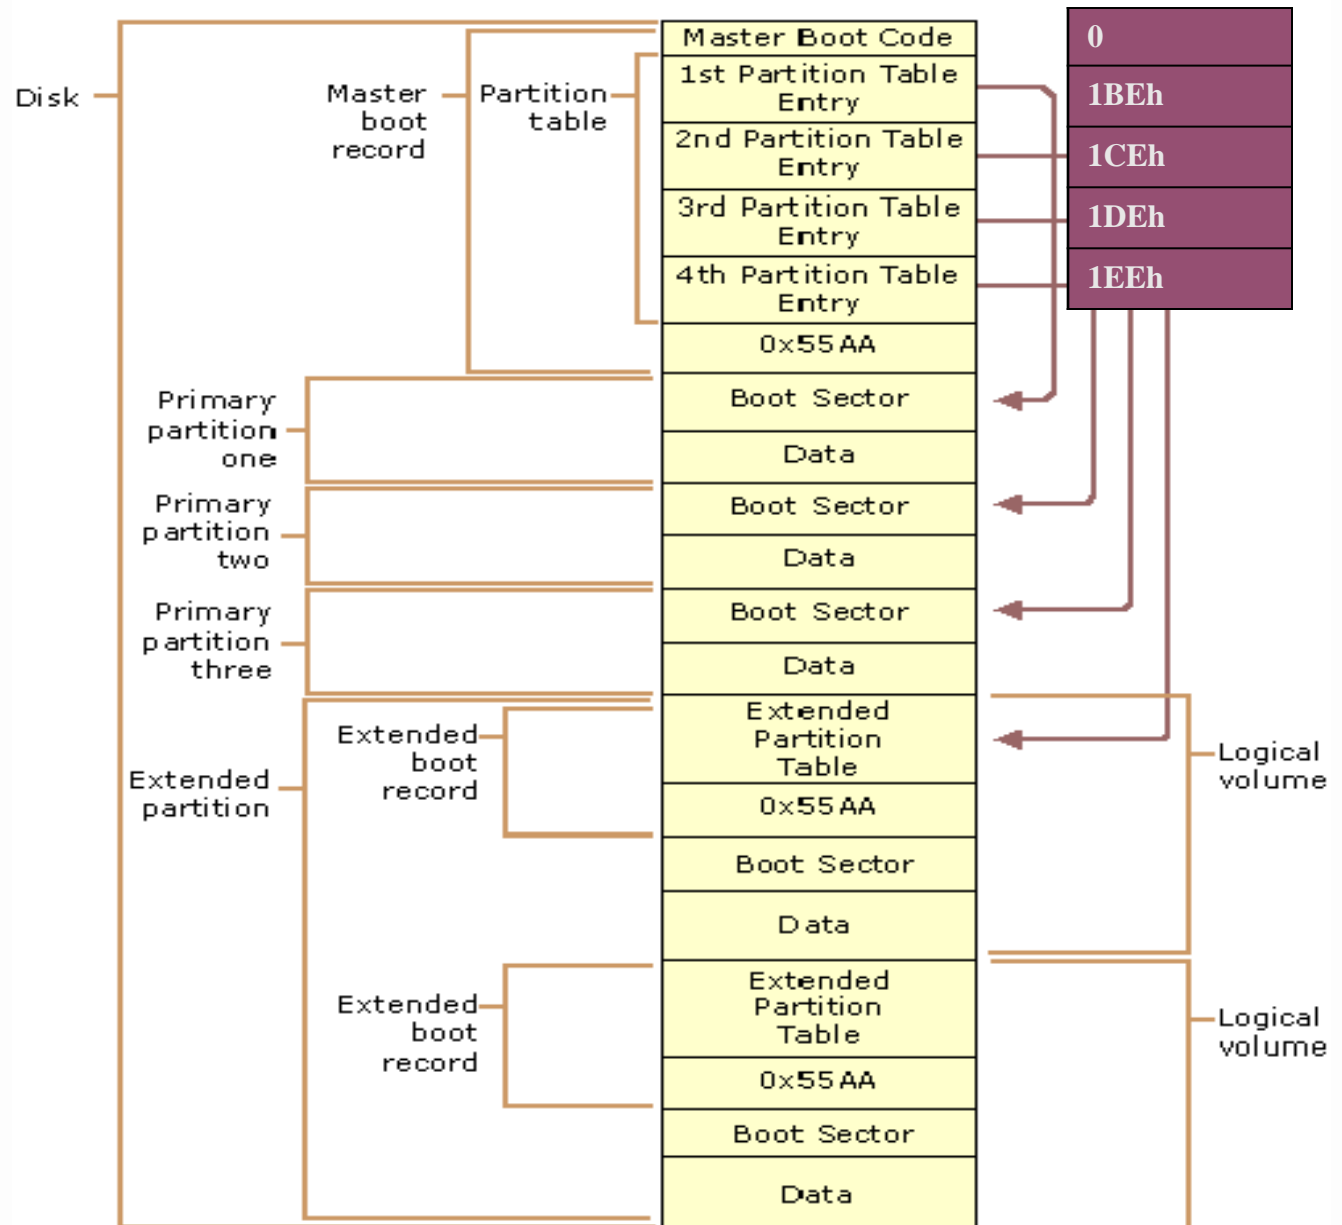 Disk
Master
boot
record
Partition
table
Master Boot Code
1st Partition Table
Entry
2nd Partition Table
Entry
3rd Partition Table
Entry
4th Partition Table
Entry
0x55AA
0
1BEh
1CEh
1DEh
1EEh
Primary
partition
one
Boot Sector
Data
Primary
partition
two
Boot Sector
Data
Primary
partition
three
Boot Sector
Data
Extended
partition
Extended
boot
record
Extended
Partition
Table
0x55AA
Boot Sector
Data
Logical
volume
Extended
boot
record
Extended
Partition
Table
0x55AA
Boot Sector
Data
Logical
volume